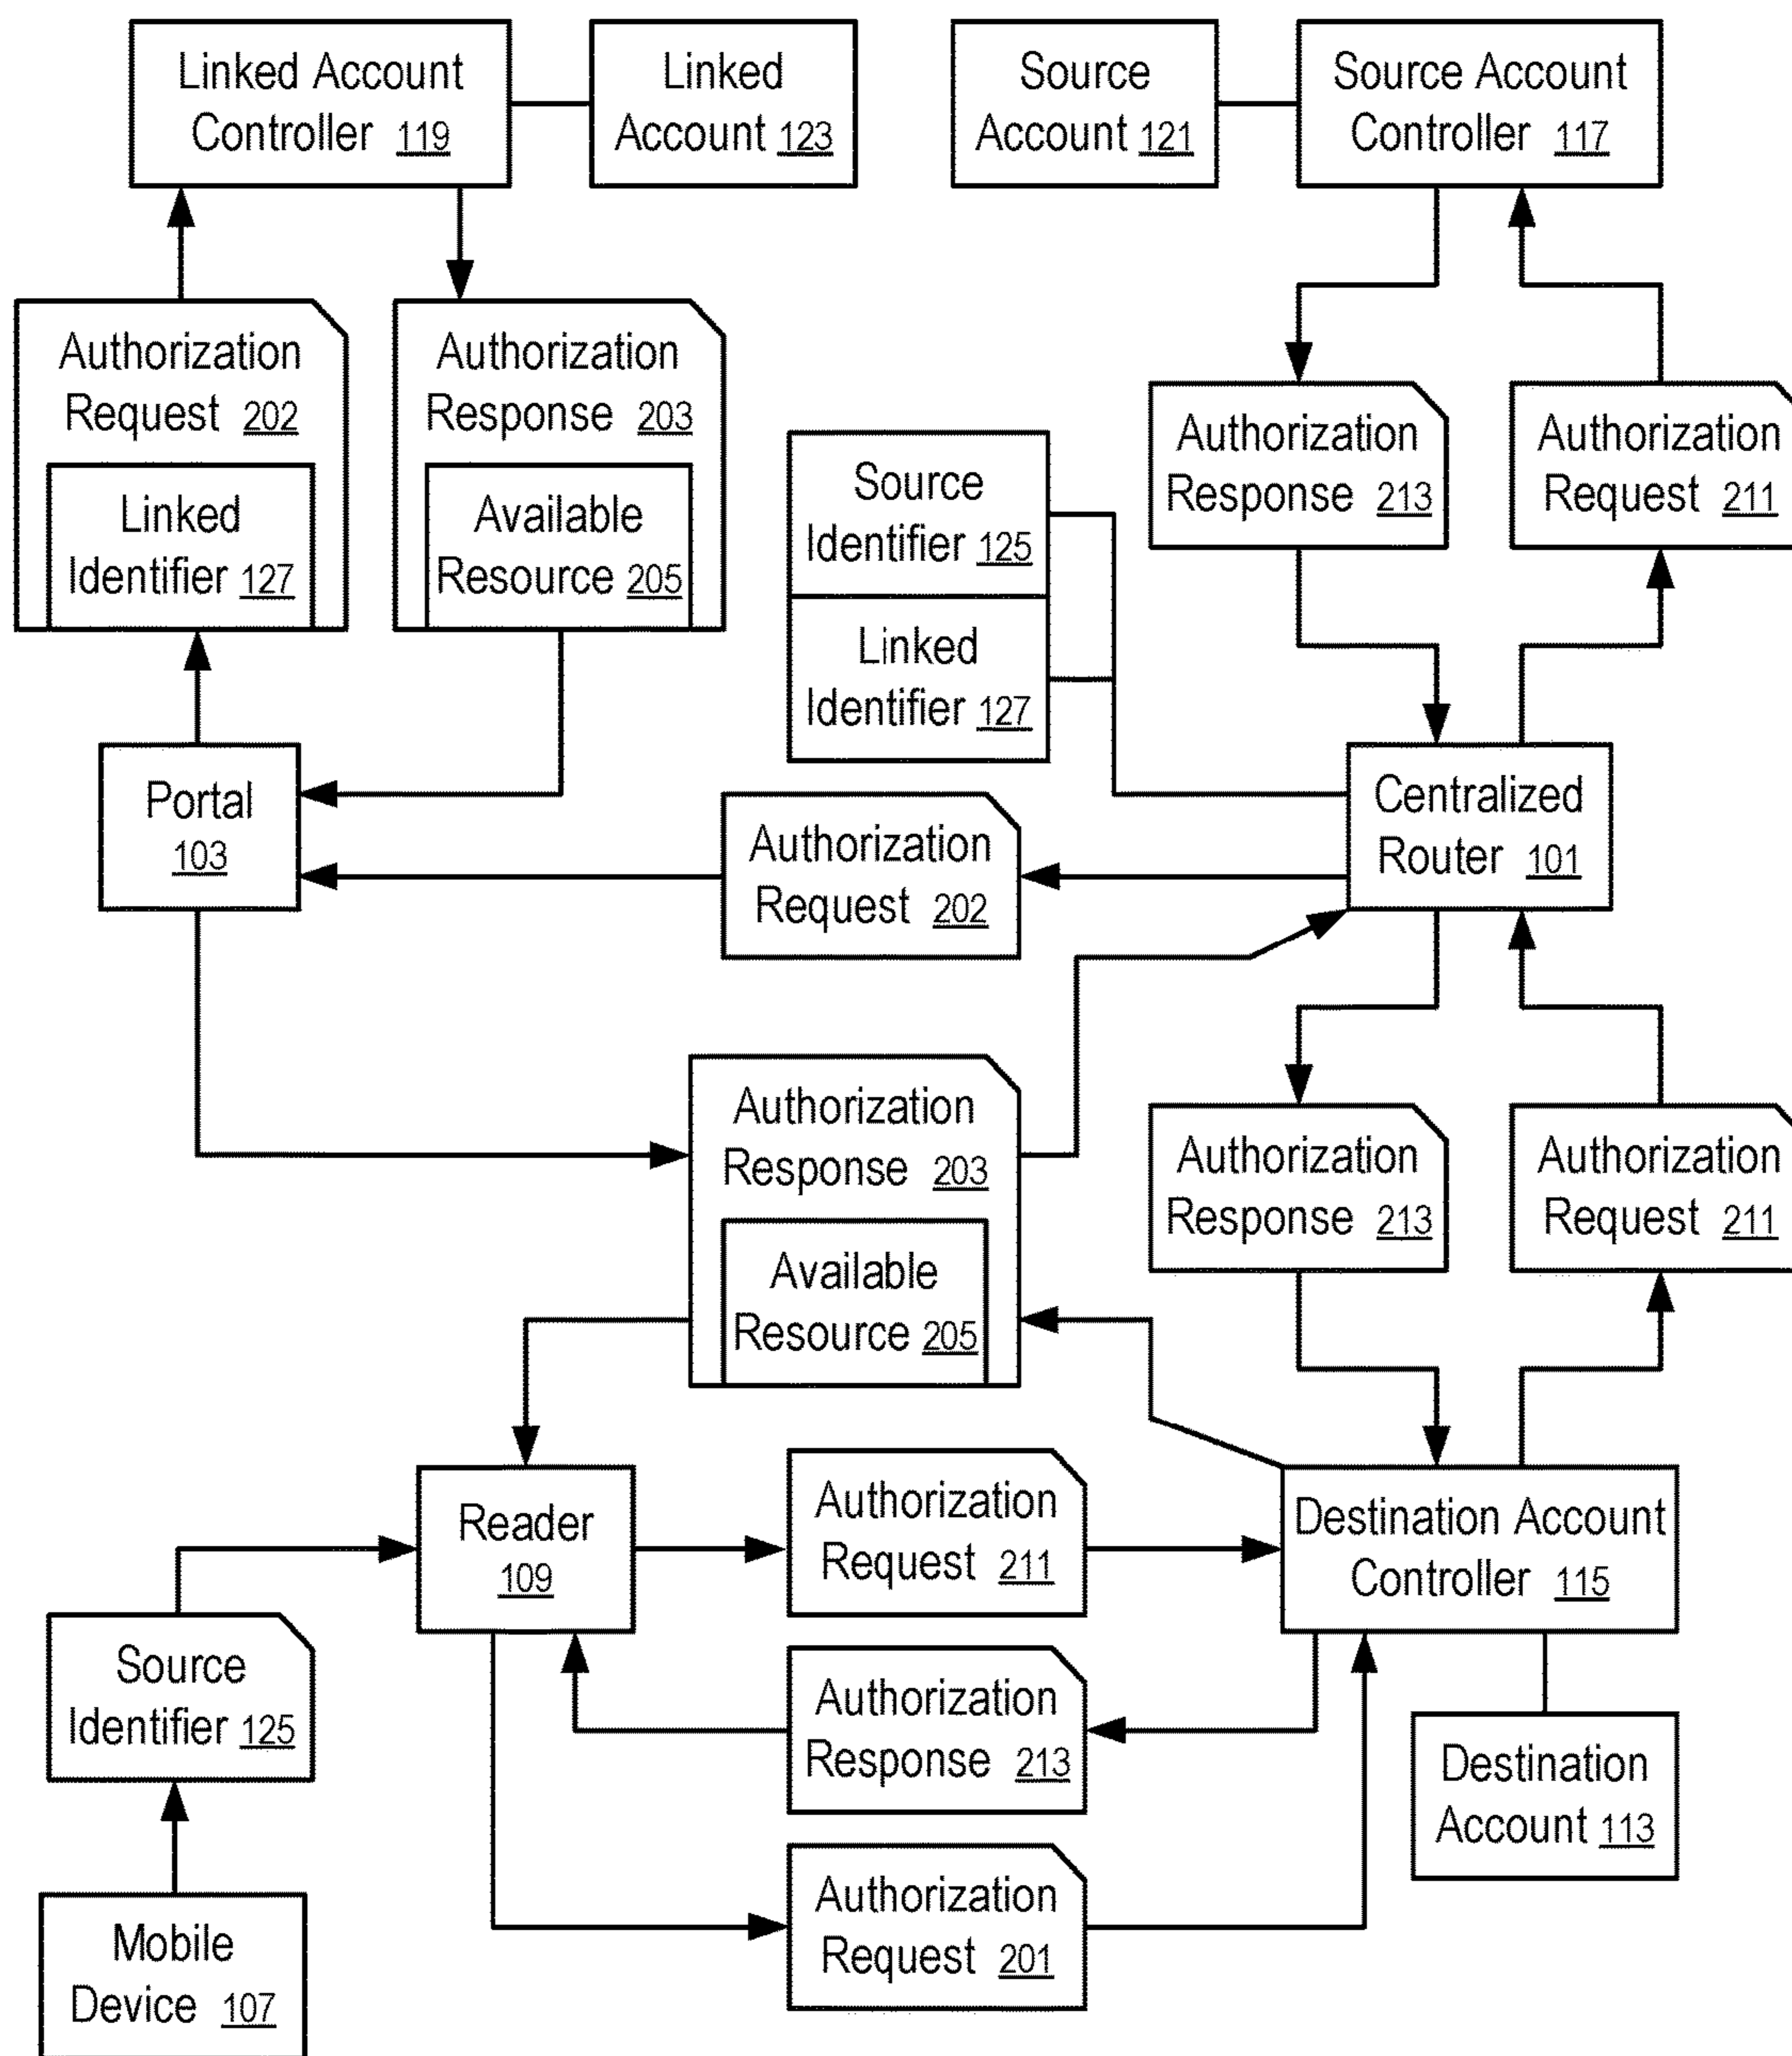 Linked Account
Controller 119
Linked
Account 123
Source
Account 121
Source Account
Controller 117
Authorization
Request 202
Linked
Identifier 127
Authorization
Response 203
Available
Resource 205
Source
Identifier 125
Linked
Identifier 127
Authorization
Response 213
Authorization
Request 211
Portal
103
Authorization
Request 202
Centralized
Router 101
Authorization
Response 203
Available
Resource 205
Authorization
Response 213
Authorization
Request 211
Reader
109
Authorization
Request 211
Destination Account
Controller 115
Source
Identifier 125
Authorization
Response 213
Destination
Account 113
Authorization
Request 201
Mobile
Device 107